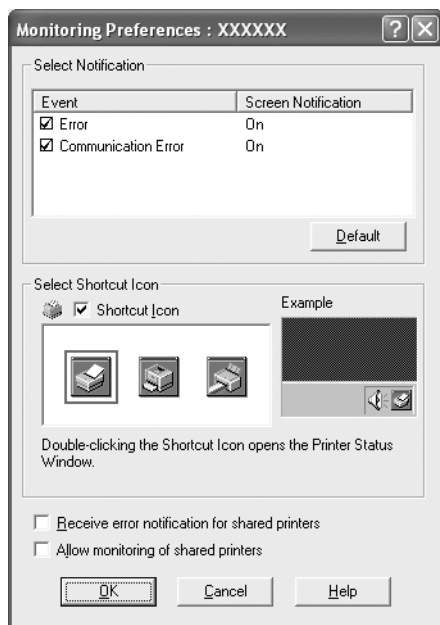 Monitoring Preferences : XXXXXX
Select Notification
Event Screen Notification
Error On
Communication Error On
Default
Select Shortcut Icon
Shortcut Icon
Example
Double-clicking the Shortcut Icon opens the Printer Status
Window.
Receive error notification for shared printers
Allow monitoring of shared printers
OK Cancel Help